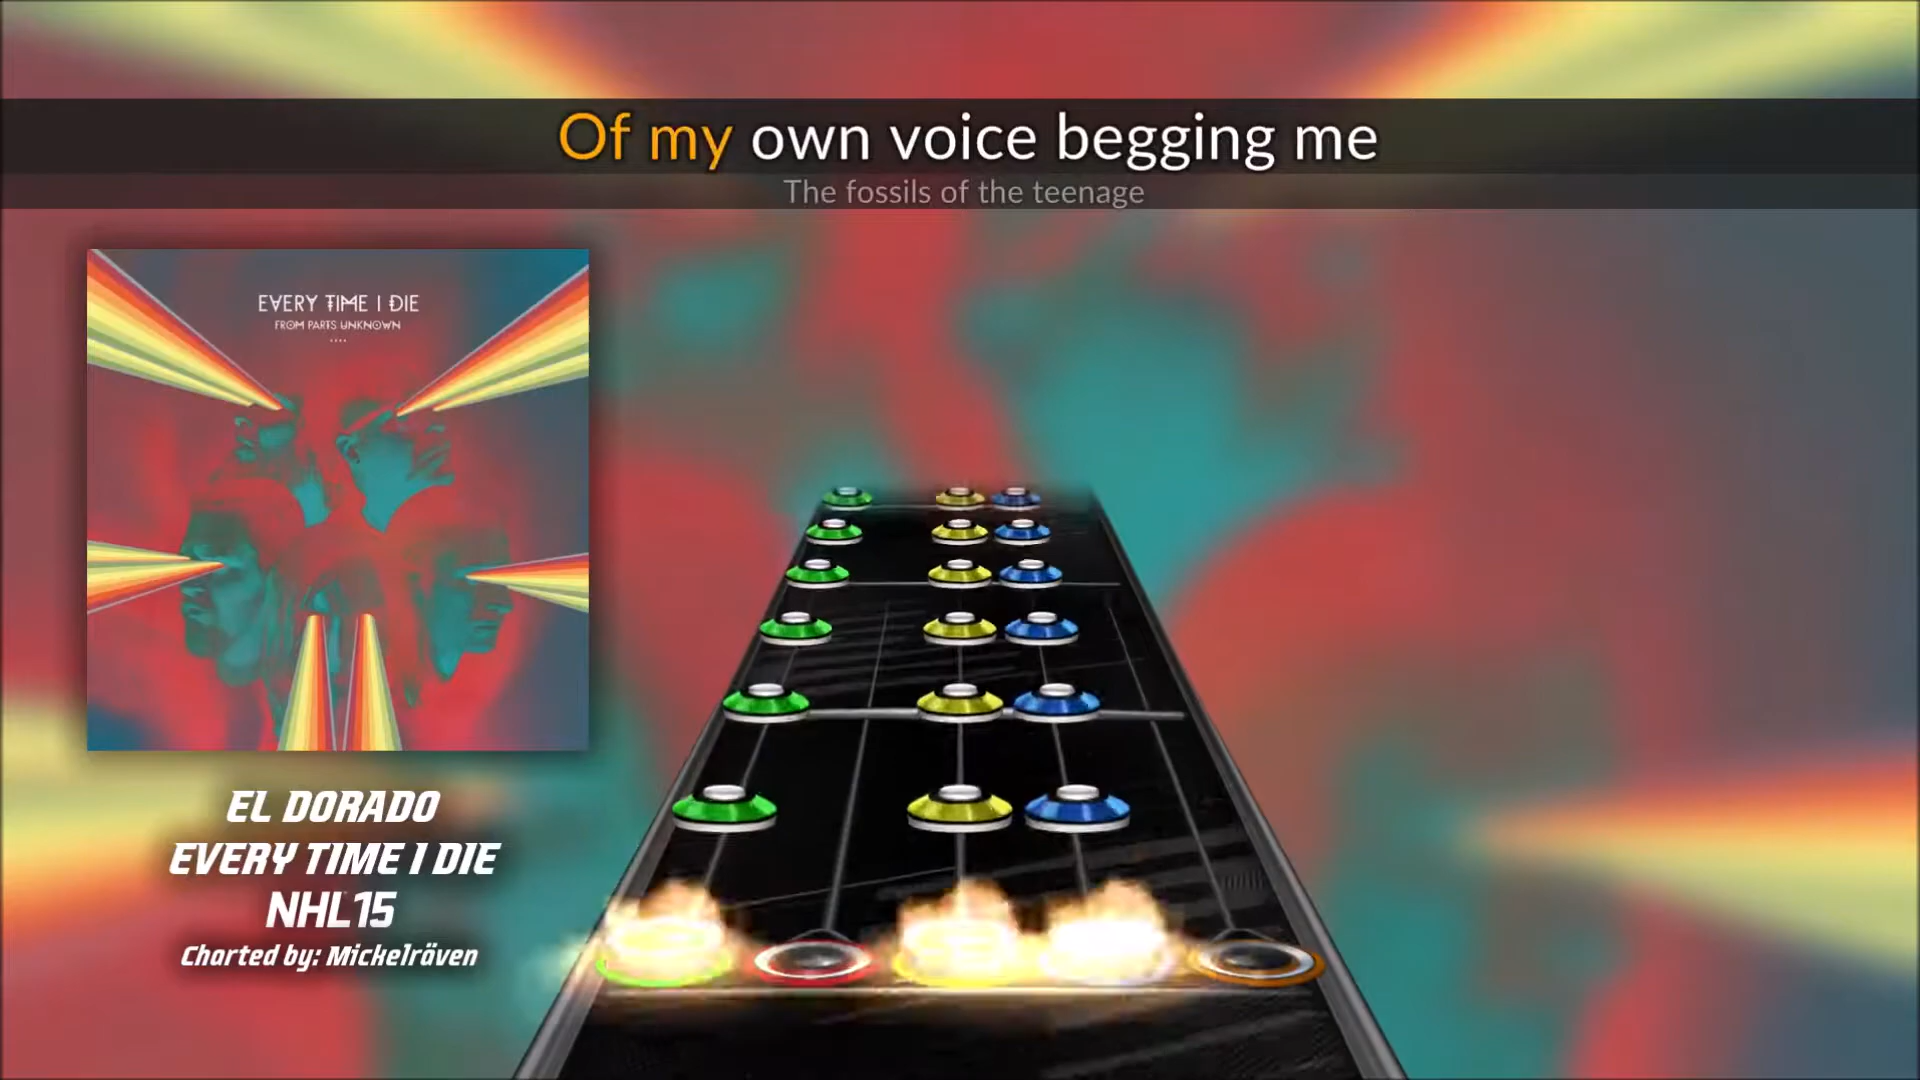 Of my own voice begging me
The fossils of the teenage
EVERY TIME I DIE
FROM PARTS UNKNOWN
EL DORADO
EVERY TIME I DIE
NHL15
Charted by: Mickelräven